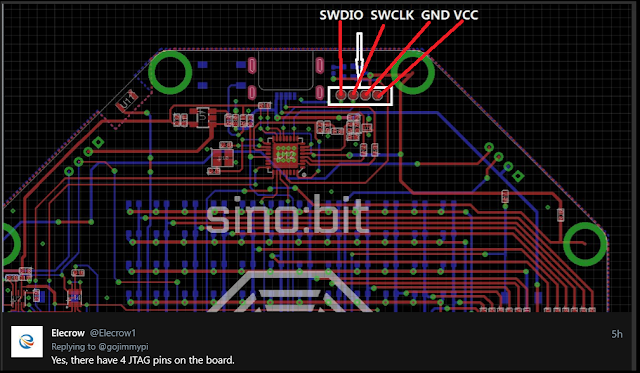 SWDIO SWCLK GND VCC
sino:bit
Elecrow @Elecrow1
5h
Replying to @gojimmypi
Yes, there have 4 JTAG pins on the board.